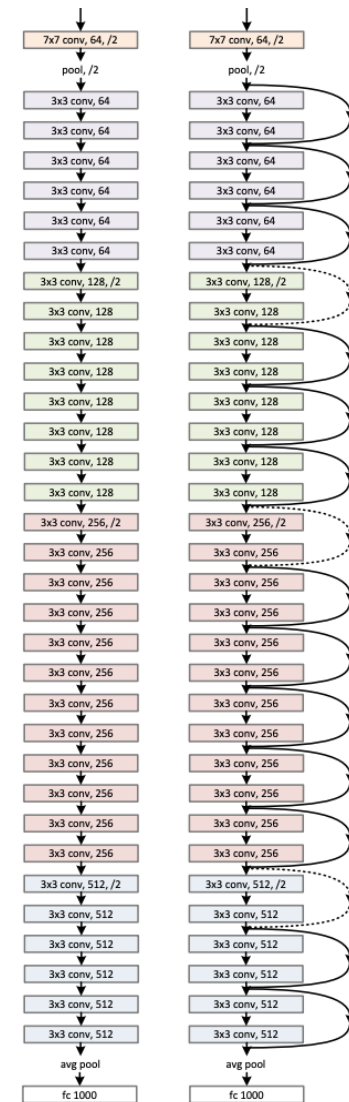 7x7 conv, 64, /2
pool, /2
3x3 conv, 64
3x3 conv, 64
3x3 conv, 64
3x3 conv, 64
3x3 conv, 64
3x3 conv, 64
3x3 conv, 128, /2
3x3 conv, 128
3x3 conv, 128
3x3 conv, 128
3x3 conv, 128
3x3 conv, 128
3x3 conv, 128
3x3 conv, 128
3x3 conv, 256, /2
3x3 conv, 256
3x3 conv, 256
3x3 conv, 256
3x3 conv, 256
3x3 conv, 256
3x3 conv, 256
3x3 conv, 256
3x3 conv, 256
3x3 conv, 256
3x3 conv, 256
3x3 conv, 256
3x3 conv, 512, /2
3x3 conv, 512
3x3 conv, 512
3x3 conv, 512
3x3 conv, 512
3x3 conv, 512
avg pool
fc 1000
7x7 conv, 64, /2
pool, /2
3x3 conv, 64
3x3 conv, 64
3x3 conv, 64
3x3 conv, 64
3x3 conv, 64
3x3 conv, 64
3x3 conv, 128, /2
3x3 conv, 128
3x3 conv, 128
3x3 conv, 128
3x3 conv, 128
3x3 conv, 128
3x3 conv, 128
3x3 conv, 128
3x3 conv, 256, /2
3x3 conv, 256
3x3 conv, 256
3x3 conv, 256
3x3 conv, 256
3x3 conv, 256
3x3 conv, 256
3x3 conv, 256
3x3 conv, 256
3x3 conv, 256
3x3 conv, 256
3x3 conv, 256
3x3 conv, 512, /2
3x3 conv, 512
3x3 conv, 512
3x3 conv, 512
3x3 conv, 512
3x3 conv, 512
avg pool
fc 1000